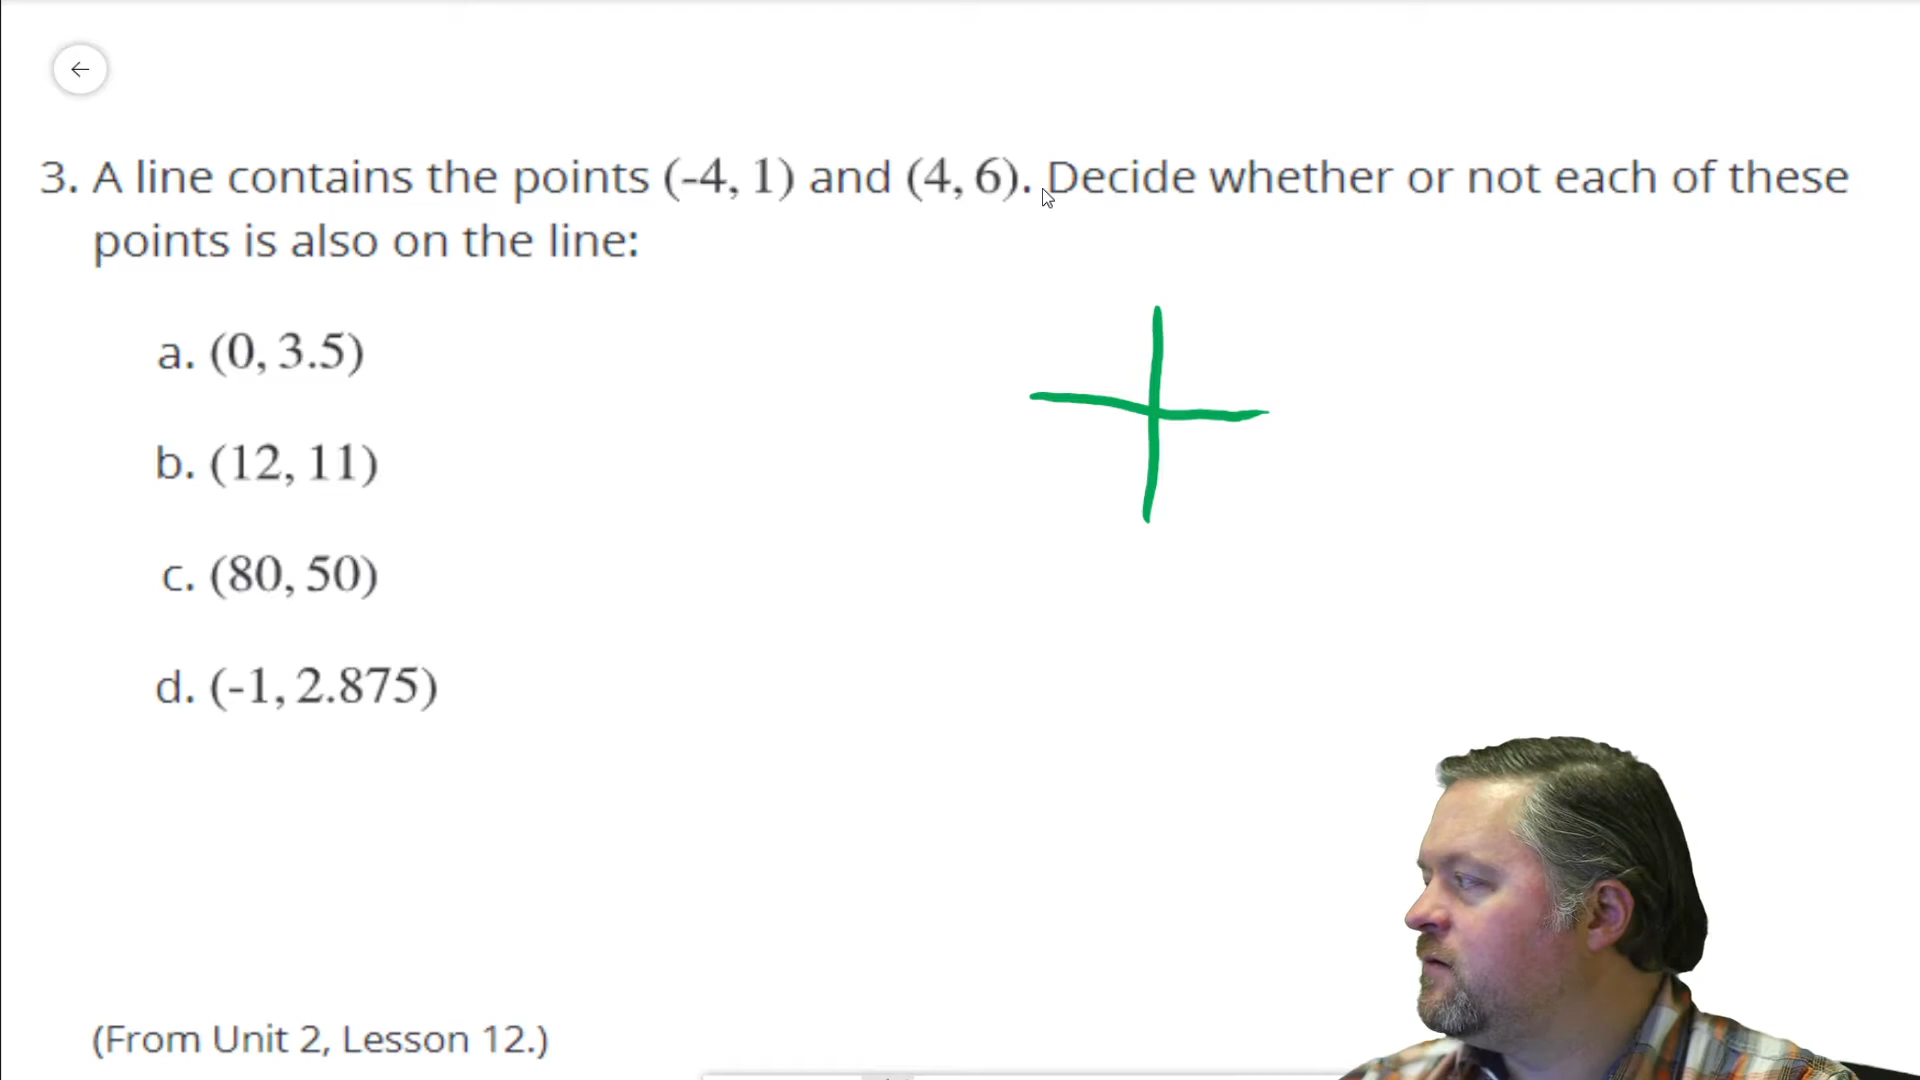 3. A line contains the points (-4, 1) and (4, 6). Decide whether or not each of these
points is also on the line:
a. (0, 3.5)
b. (12, 11)
c. (80, 50)
d. (-1, 2.875)
(From Unit 2, Lesson 12.)